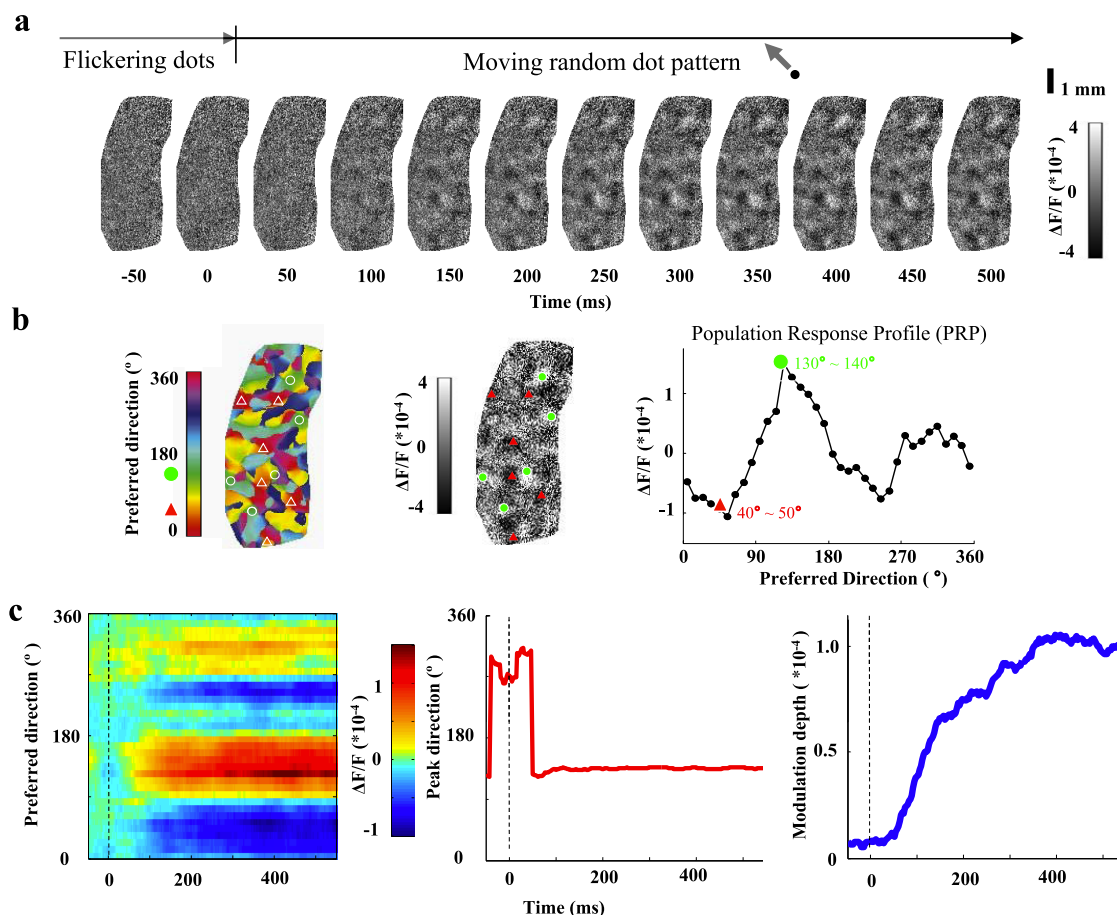 a
Flickering dots
Moving random dot pattern
1 mm
4
0
-4
ΔF/F (*10⁻⁴)
-50 0 50 100 150 200 250 300 350 400 450 500
Time (ms)
b
Preferred direction (°)
360
180
0
ΔF/F (*10⁻⁴)
4
0
-4
Population Response Profile (PRP)
130° ~ 140°
40° ~ 50°
ΔF/F (*10⁻⁴)
1
0
-1
0 90 180 270 360
Preferred Direction ( °)
c
Preferred direction (°)
360
180
0
0 200 400
ΔF/F (*10⁻⁴)
1
0
-1
Peak direction (°)
360
180
0
0 200 400
Time (ms)
Modulation depth ( *10⁻⁴)
1.0
0.5
0
0 200 400